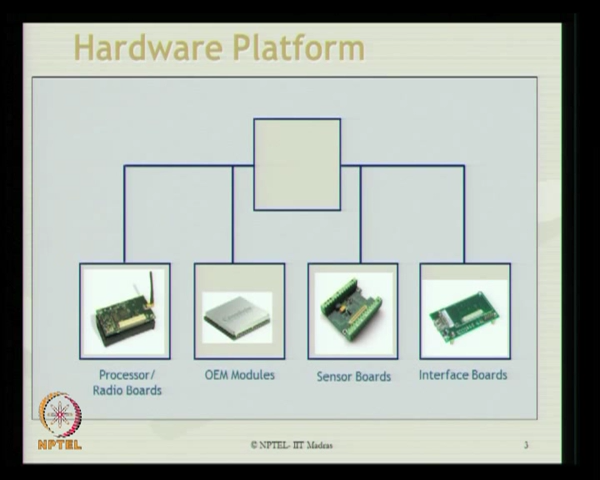 Hardware Platform
Processor/
Radio Boards
OEM Modules
Sensor Boards
Interface Boards
NPTEL
© NPTEL- IIT Madras
3